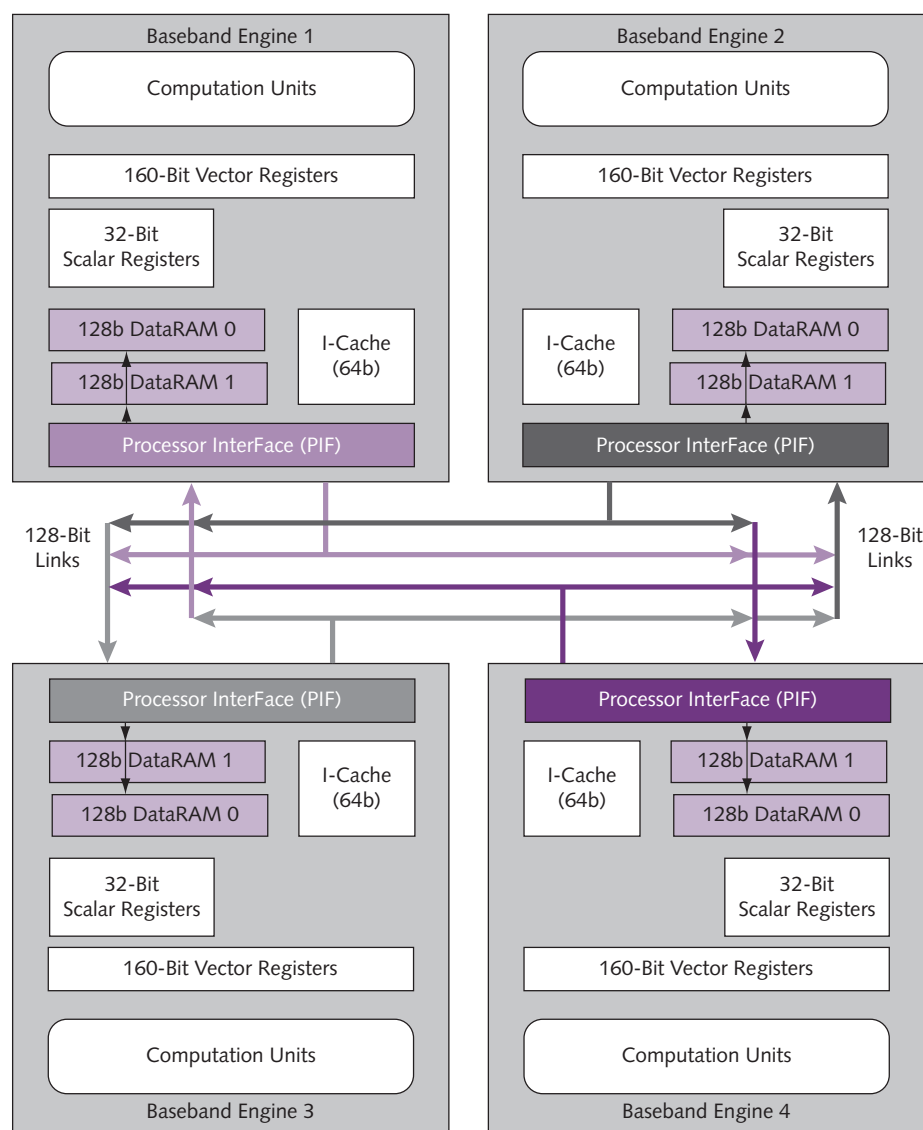 Baseband Engine 1
Computation Units
160-Bit Vector Registers
32-Bit
Scalar Registers
128b DataRAM 0
128b DataRAM 1
I-Cache
(64b)
Processor InterFace (PIF)
Baseband Engine 2
Computation Units
160-Bit Vector Registers
32-Bit
Scalar Registers
I-Cache
(64b)
128b DataRAM 0
128b DataRAM 1
Processor InterFace (PIF)
128-Bit
Links
128-Bit
Links
Processor InterFace (PIF)
128b DataRAM 1
128b DataRAM 0
I-Cache
(64b)
32-Bit
Scalar Registers
160-Bit Vector Registers
Computation Units
Baseband Engine 3
Processor InterFace (PIF)
I-Cache
(64b)
128b DataRAM 1
128b DataRAM 0
32-Bit
Scalar Registers
160-Bit Vector Registers
Computation Units
Baseband Engine 4